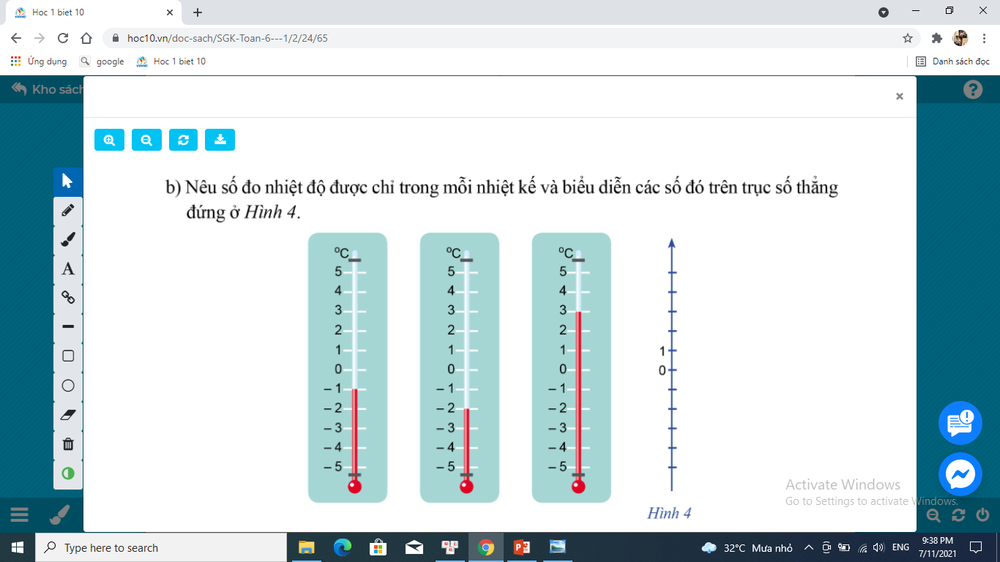 Hoc 1 biet 10
hoc10.vn/doc-sach/SGK-Toan-6---1/2/24/65
Ứng dụng google Hoc 1 biet 10 Danh sách đọc
Kho sách
b) Nêu số đo nhiệt độ được chỉ trong mỗi nhiệt kế và biểu diễn các số đó trên trục số thẳng
đứng ở Hình 4.
°C
5
4
3
2
1
0
– 1
– 2
– 3
– 4
– 5
°C
5
4
3
2
1
0
– 1
– 2
– 3
– 4
– 5
°C
5
4
3
2
1
0
– 1
– 2
– 3
– 4
– 5
1
0
Hình 4
A
Activate Windows
Go to Settings to activate Windows.
Type here to search
32°C Mưa nhỏ
ENG
9:38 PM
7/11/2021